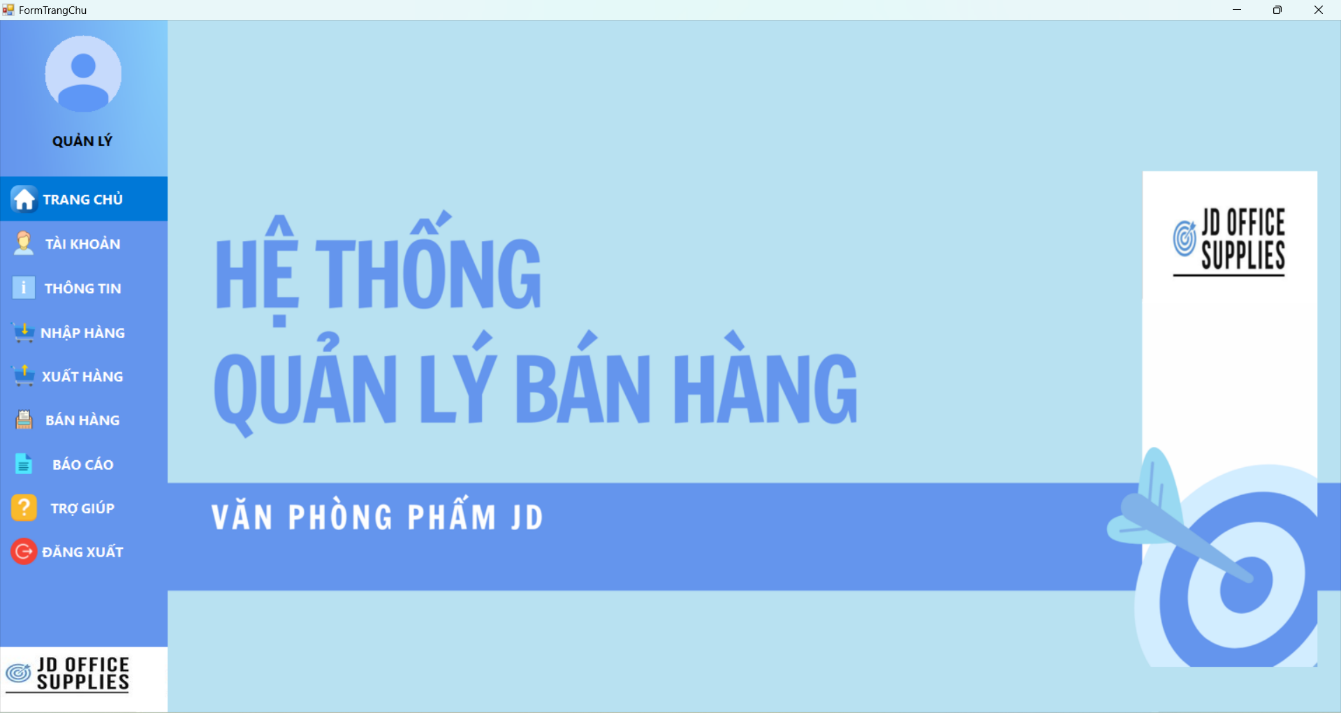 FormTrangChu
QUẢN LÝ
TRANG CHỦ
TÀI KHOẢN
THÔNG TIN
NHẬP HÀNG
XUẤT HÀNG
BÁN HÀNG
BÁO CÁO
TRỢ GIÚP
ĐĂNG XUẤT
JD OFFICE
SUPPLIES
HỆ THỐNG
QUẢN LÝ BÁN HÀNG
VĂN PHÒNG PHẨM JD
JD OFFICE
SUPPLIES